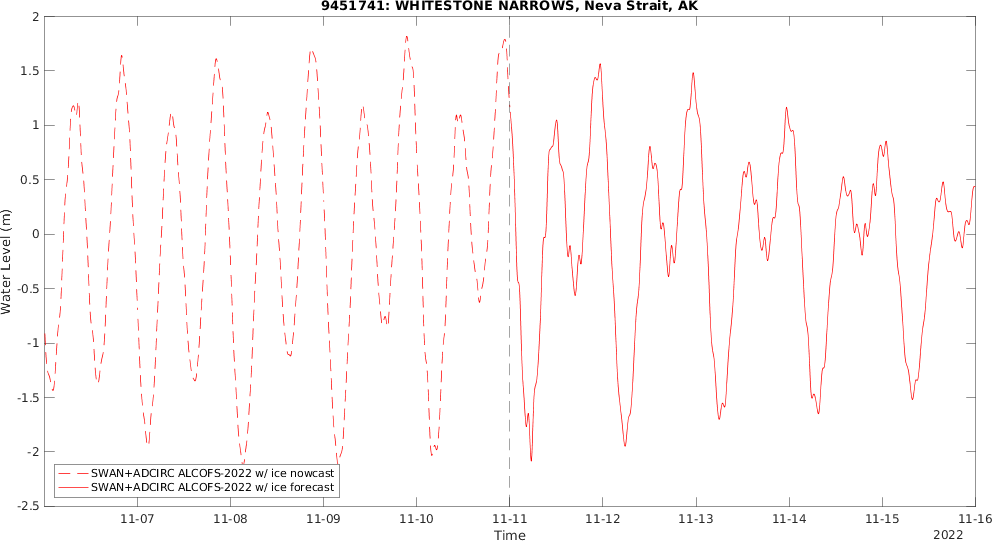 9451741: WHITESTONE NARROWS, Neva Strait, AK
Water Level (m)
2
1.5
1
0.5
0
-0.5
-1
-1.5
-2
-2.5
SWAN+ADCIRC ALCOFS-2022 w/ ice nowcast
SWAN+ADCIRC ALCOFS-2022 w/ ice forecast
11-07 11-08 11-09 11-10 11-11 11-12 11-13 11-14 11-15 11-16
Time
2022